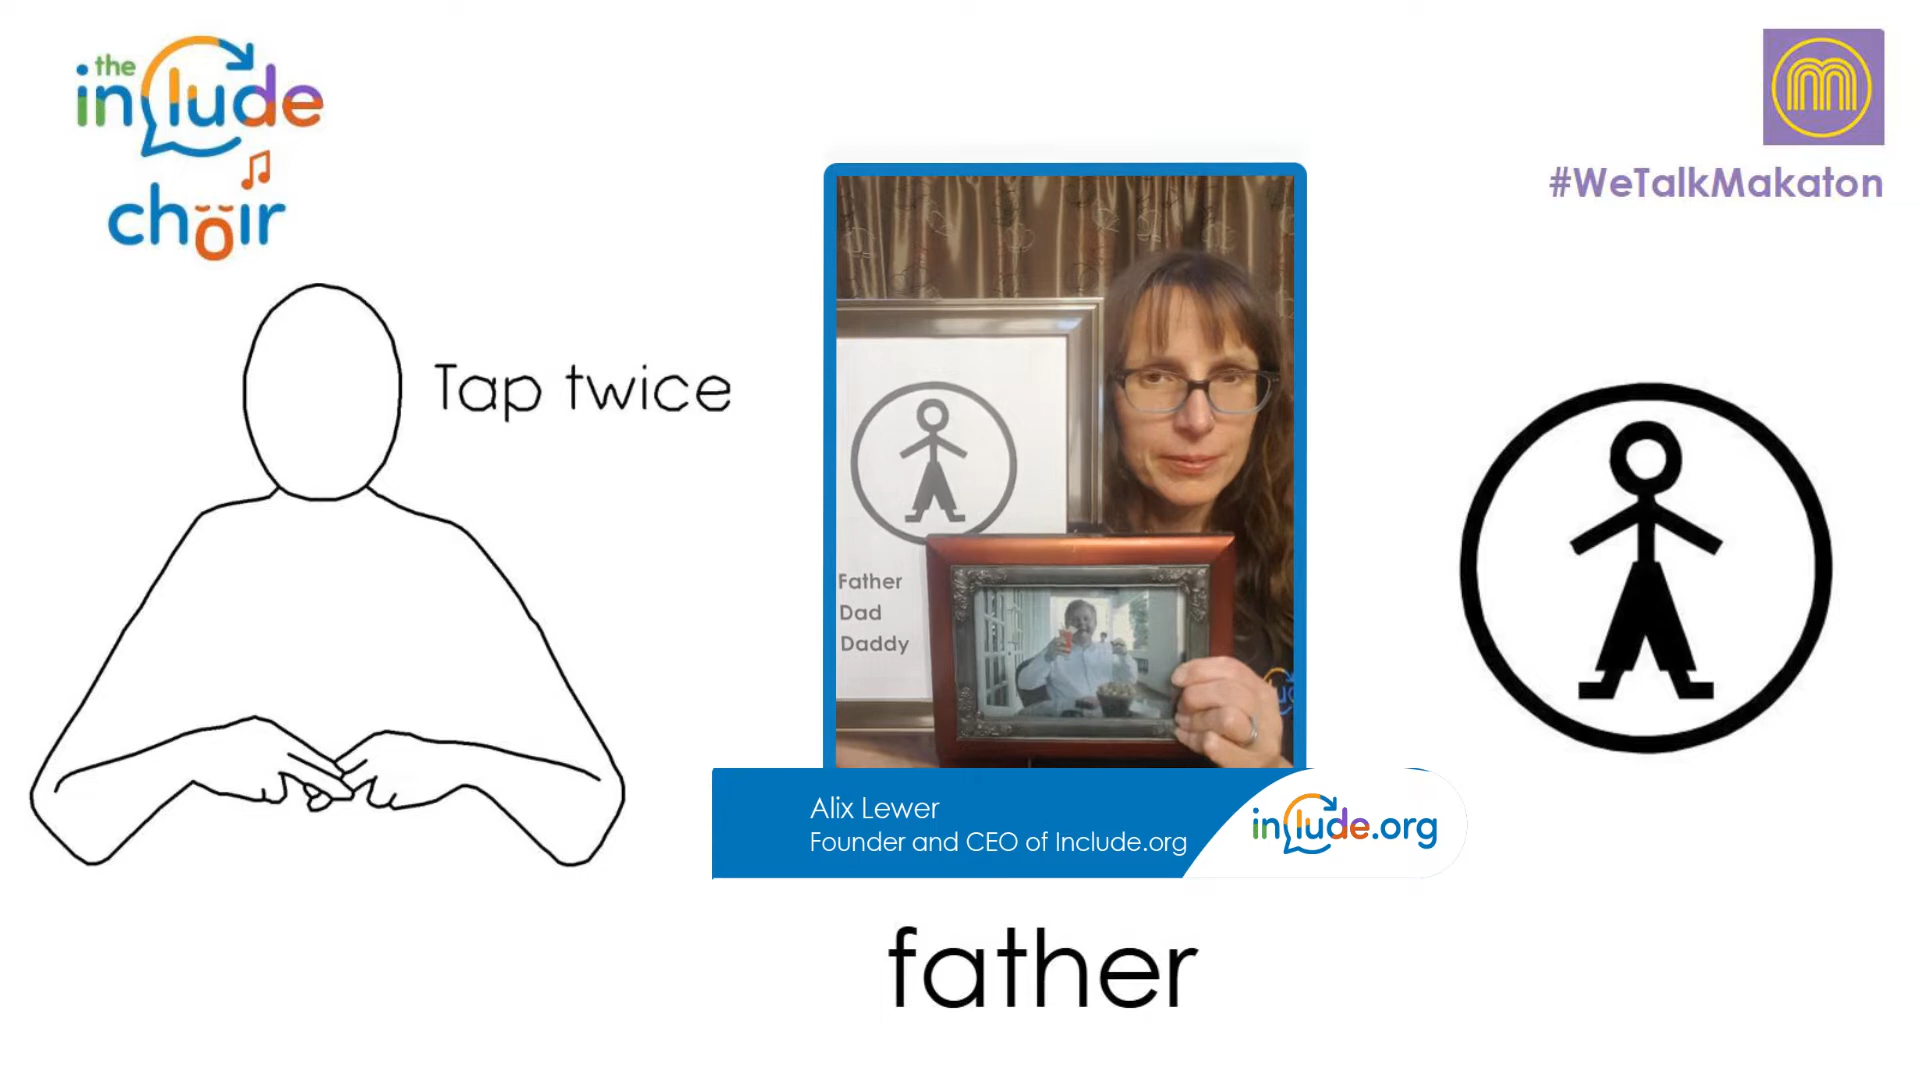 the
include
choir
#WeTalkMakaton
Tap twice
Father
Dad
Daddy
Alix Lewer
Founder and CEO of Include.org
include.org
father